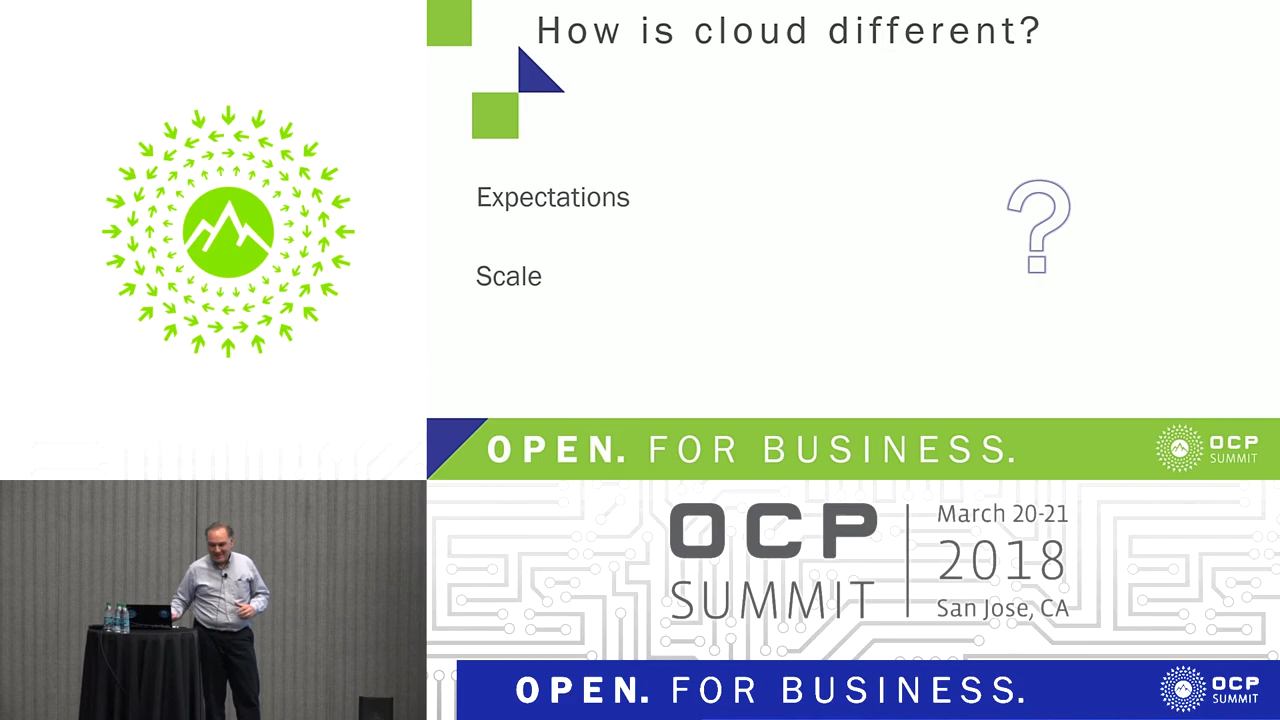 How is cloud different?
Expectations
Scale
?
OPEN. FOR BUSINESS.
OCP
SUMMIT
OCP
SUMMIT
March 20-21
2018
San Jose, CA
OPEN. FOR BUSINESS.
OCP
SUMMIT